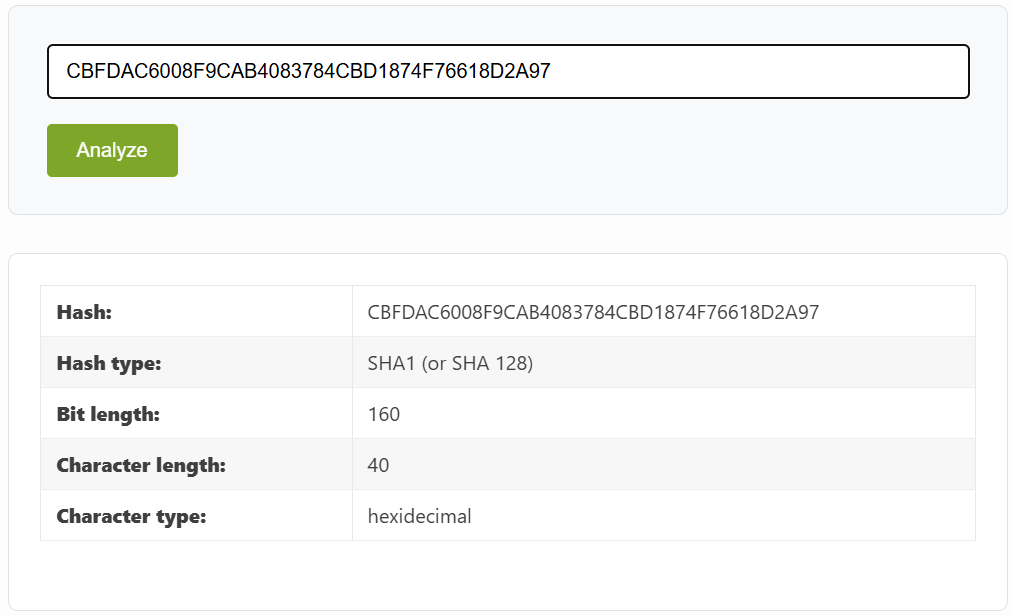 CBFDAC6008F9CAB4083784CBD1874F76618D2A97
Analyze
Hash: CBFDAC6008F9CAB4083784CBD1874F76618D2A97
Hash type: SHA1 (or SHA 128)
Bit length: 160
Character length: 40
Character type: hexidecimal